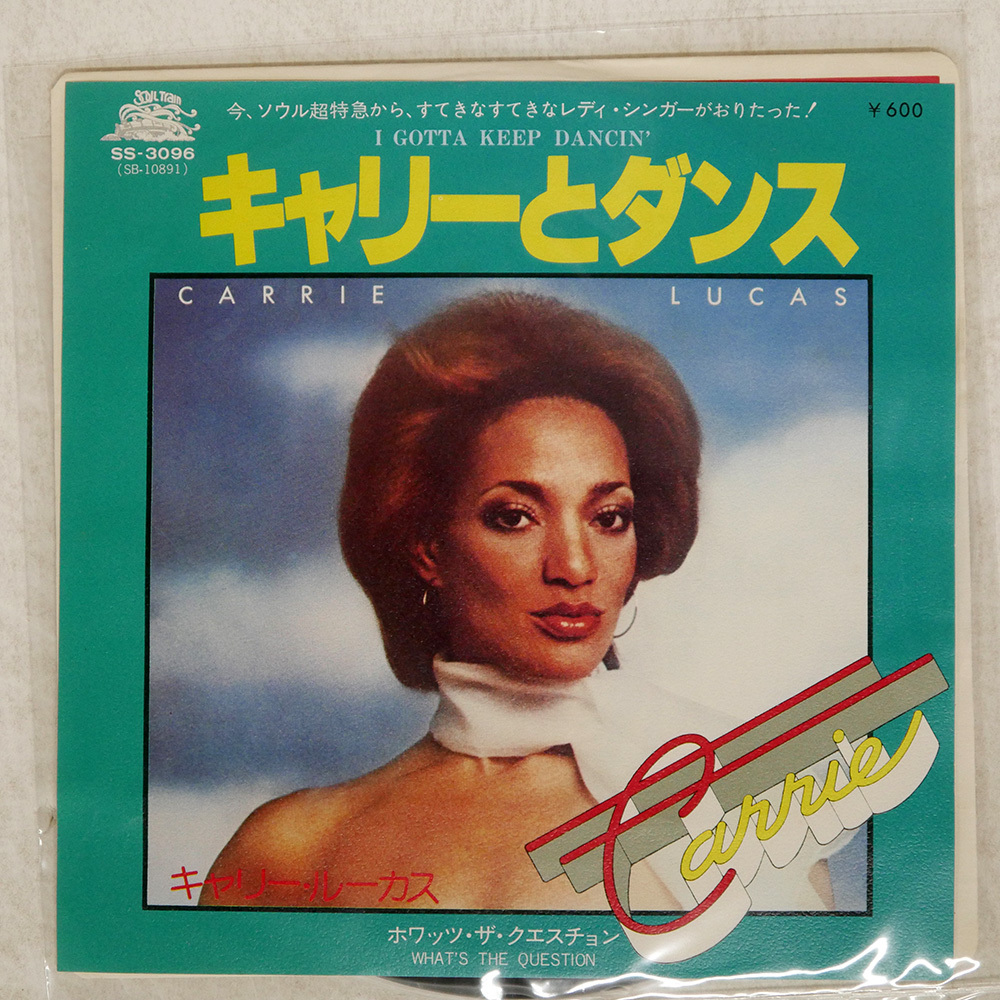 SOUL TRAIN
今、ソウル超特急から、すてきなすてきなレディ・シンガーがおりたった!
¥600
SS-3096
(SB-10891)
I GOTTA KEEP DANCIN'
キャリーとダンス
CARRIE LUCAS
Carrie
キャリー・ルーカス
ホワッツ・ザ・クエスチョン
WHAT'S THE QUESTION